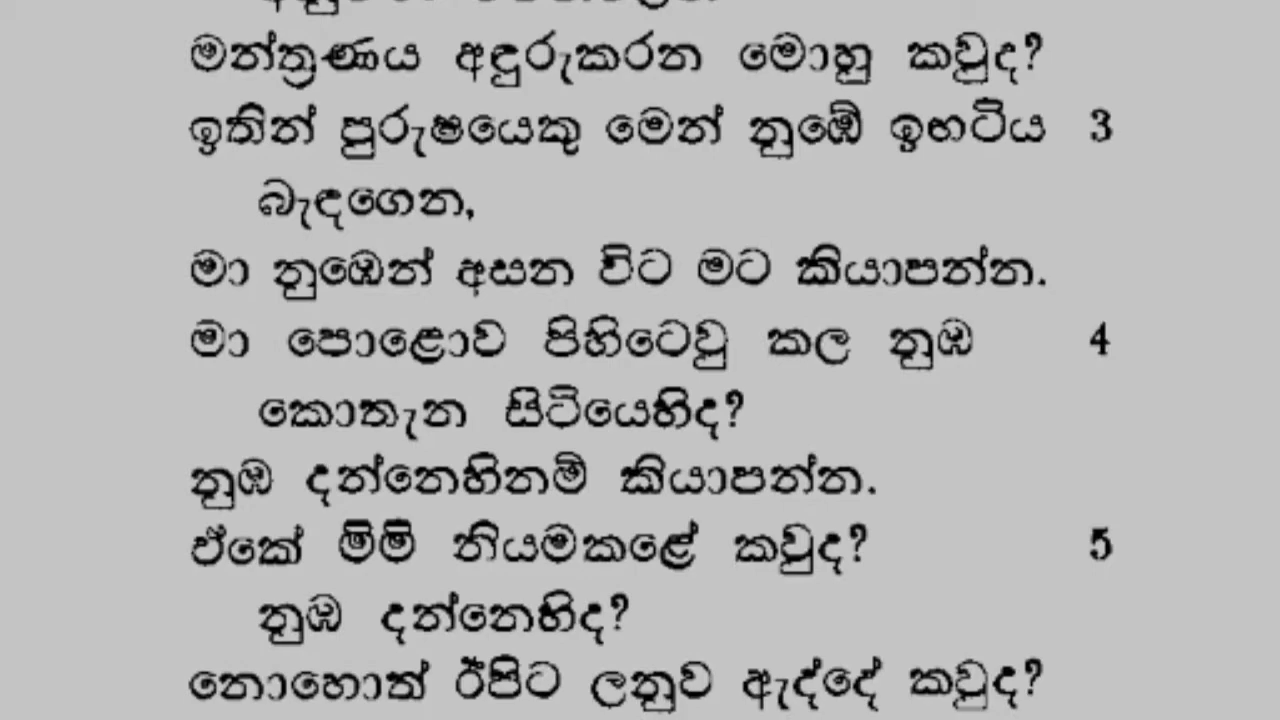 මන්ත්‍රණය අඳුරුකරන මොහු කවුද?
ඉතින් පුරුෂයෙකු මෙන් නුඹේ ඉහටිය 3
බැඳගෙන,
මා නුඹෙන් අසන විට මට කියාපන්න.
මා පොළොව පිහිටෙවු කල නුඹ 4
කොතැන සිටියෙහිද?
නුඹ දන්නෙහිනම් කියාපන්න.
ඒකේ මිමි නියමකළේ කවුද? 5
නුඹ දන්නෙහිද?
නොහොත් ඊපිට ලනුව ඇද්දේ කවුද?